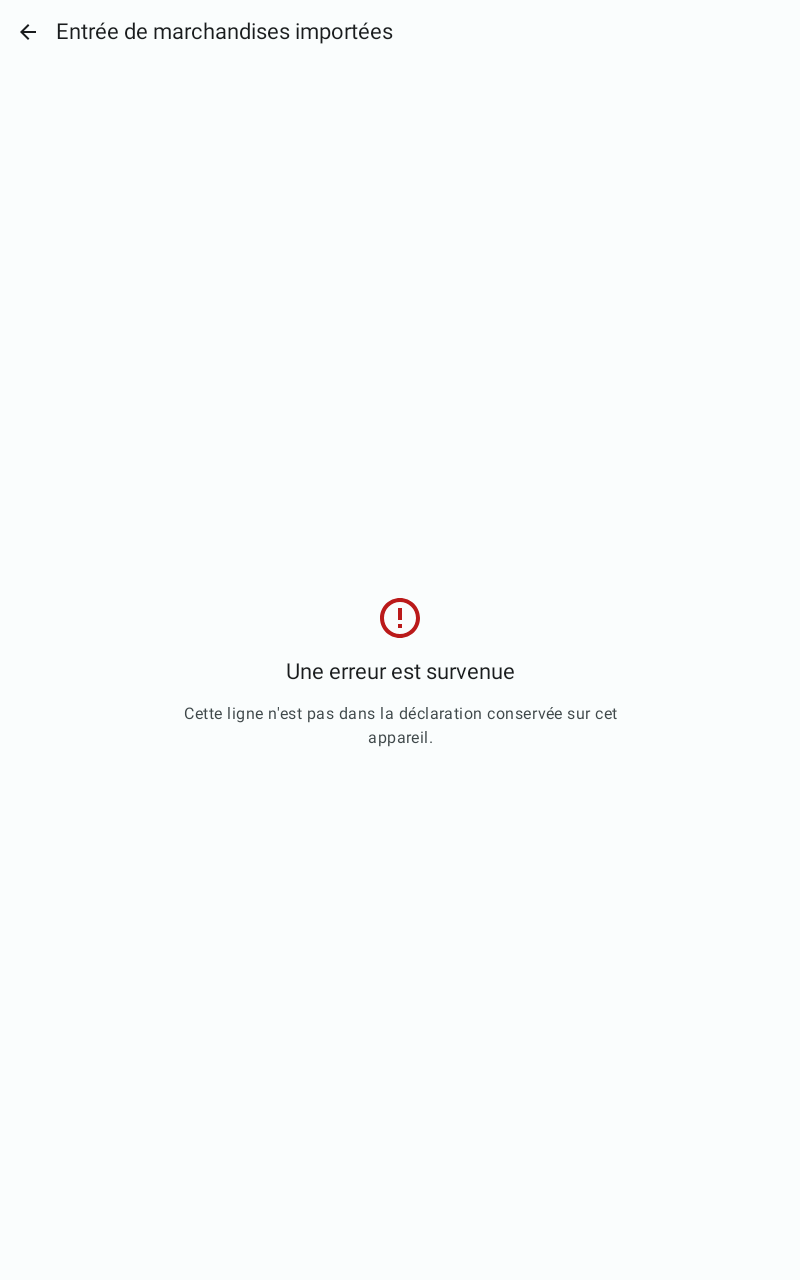 Entrée de marchandises importées
Une erreur est survenue
Cette ligne n'est pas dans la déclaration conservée sur cet
appareil.